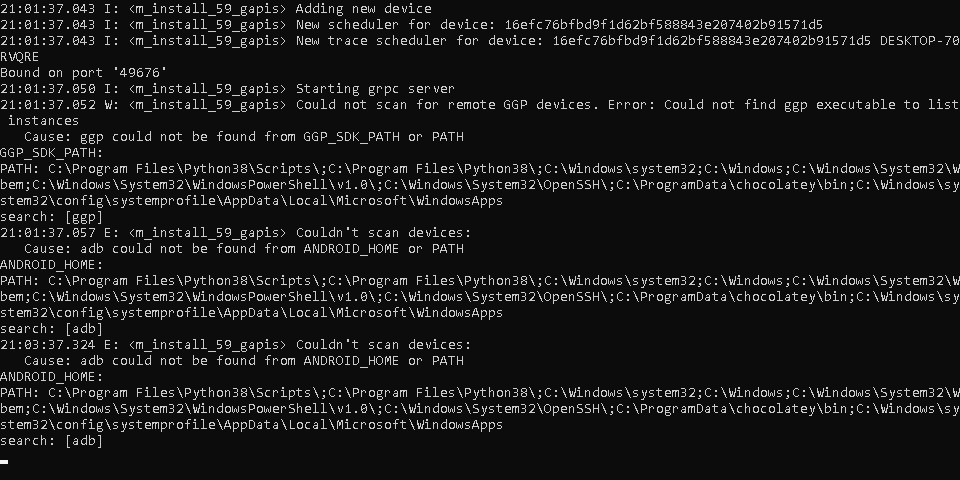 21:01:37.043 I: <m_install_59_gapis> Adding new device
21:01:37.043 I: <m_install_59_gapis> New scheduler for device: 16efc76bfbd9f1d62bf588843e207402b91571d5
21:01:37.043 I: <m_install_59_gapis> New trace scheduler for device: 16efc76bfbd9f1d62bf588843e207402b91571d5 DESKTOP-70
RVQRE
Bound on port '49676'
21:01:37.050 I: <m_install_59_gapis> Starting grpc server
21:01:37.052 W: <m_install_59_gapis> Could not scan for remote GGP devices. Error: Could not find ggp executable to list
 instances
   Cause: ggp could not be found from GGP_SDK_PATH or PATH
GGP_SDK_PATH:
PATH: C:\Program Files\Python38\Scripts\;C:\Program Files\Python38\;C:\Windows\system32;C:\Windows;C:\Windows\System32\W
bem;C:\Windows\System32\WindowsPowerShell\v1.0\;C:\Windows\System32\OpenSSH\;C:\ProgramData\chocolatey\bin;C:\Windows\sy
stem32\config\systemprofile\AppData\Local\Microsoft\WindowsApps
search: [ggp]
21:01:37.057 E: <m_install_59_gapis> Couldn't scan devices:
   Cause: adb could not be found from ANDROID_HOME or PATH
ANDROID_HOME:
PATH: C:\Program Files\Python38\Scripts\;C:\Program Files\Python38\;C:\Windows\system32;C:\Windows;C:\Windows\System32\W
bem;C:\Windows\System32\WindowsPowerShell\v1.0\;C:\Windows\System32\OpenSSH\;C:\ProgramData\chocolatey\bin;C:\Windows\sy
stem32\config\systemprofile\AppData\Local\Microsoft\WindowsApps
search: [adb]
21:03:37.324 E: <m_install_59_gapis> Couldn't scan devices:
   Cause: adb could not be found from ANDROID_HOME or PATH
ANDROID_HOME:
PATH: C:\Program Files\Python38\Scripts\;C:\Program Files\Python38\;C:\Windows\system32;C:\Windows;C:\Windows\System32\W
bem;C:\Windows\System32\WindowsPowerShell\v1.0\;C:\Windows\System32\OpenSSH\;C:\ProgramData\chocolatey\bin;C:\Windows\sy
stem32\config\systemprofile\AppData\Local\Microsoft\WindowsApps
search: [adb]